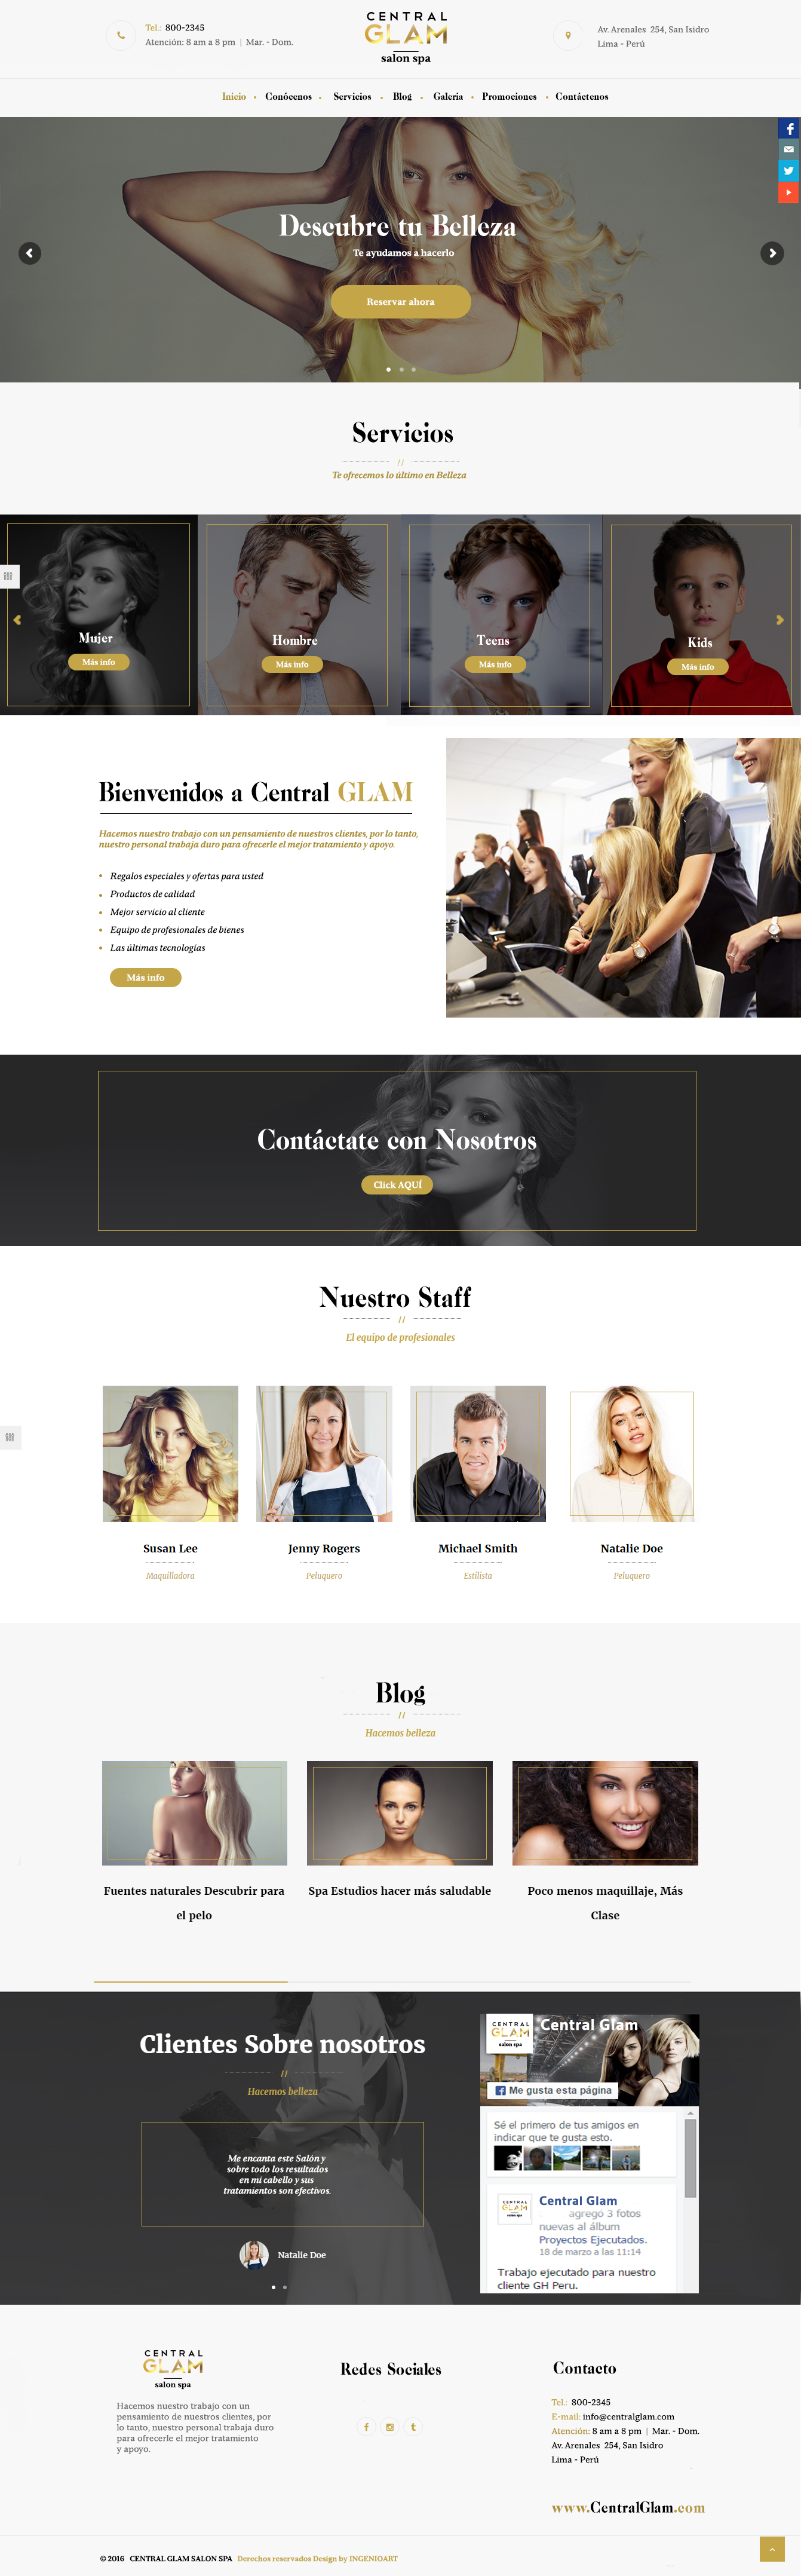 Tel.: 800-2345
Atención: 8 am a 8 pm | Mar. - Dom.
CENTRAL
GLAM
salon spa
Av. Arenales 254, San Isidro
Lima - Perú
Inicio • Conócenos • Servicios • Blog • Galeria • Promociones • Contáctenos
Descubre tu Belleza
Te ayudamos a hacerlo
Reservar ahora
Servicios
//
Te ofrecemos lo último en Belleza
Mujer
Más info
Hombre
Más info
Teens
Más info
Kids
Más info
Bienvenidos a Central GLAM
Hacemos nuestro trabajo con un pensamiento de nuestros clientes, por lo tanto,
nuestro personal trabaja duro para ofrecerle el mejor tratamiento y apoyo.
• Regalos especiales y ofertas para usted
• Productos de calidad
• Mejor servicio al cliente
• Equipo de profesionales de bienes
• Las últimas tecnologías
Más info
Contáctate con Nosotros
Click AQUÍ
Nuestro Staff
//
El equipo de profesionales
Susan Lee
Maquilladora
Jenny Rogers
Peluquero
Michael Smith
Estilista
Natalie Doe
Peluquero
Blog
//
Hacemos belleza
Fuentes naturales Descubrir para
el pelo
Spa Estudios hacer más saludable
Poco menos maquillaje, Más
Clase
Clientes Sobre nosotros
//
Hacemos belleza
Me encanta este Salón y
sobre todo los resultados
en mi cabello y sus
tratamientos son efectivos.
Natalie Doe
CENTRAL
GLAM
salon spa
Central Glam
Me gusta esta página
Sé el primero de tus amigos en
indicar que te gusta esto.
CENTRAL
GLAM
salon spa
Central Glam
agregó 3 fotos
nuevas al álbum
Proyectos Ejecutados.
18 de marzo a las 11:14
Trabajo ejecutado para nuestro
cliente GH Peru.
CENTRAL
GLAM
salon spa
Hacemos nuestro trabajo con un
pensamiento de nuestros clientes, por
lo tanto, nuestro personal trabaja duro
para ofrecerle el mejor tratamiento
y apoyo.
Redes Sociales
Contacto
Tel.: 800-2345
E-mail: info@centralglam.com
Atención: 8 am a 8 pm | Mar. - Dom.
Av. Arenales 254, San Isidro
Lima - Perú
www.CentralGlam.com
© 2016 CENTRAL GLAM SALON SPA Derechos reservados Design by INGENIOART